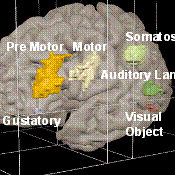 Somatos
Pre Motor Motor
Auditory Lan
Gustatory
Visual
Object